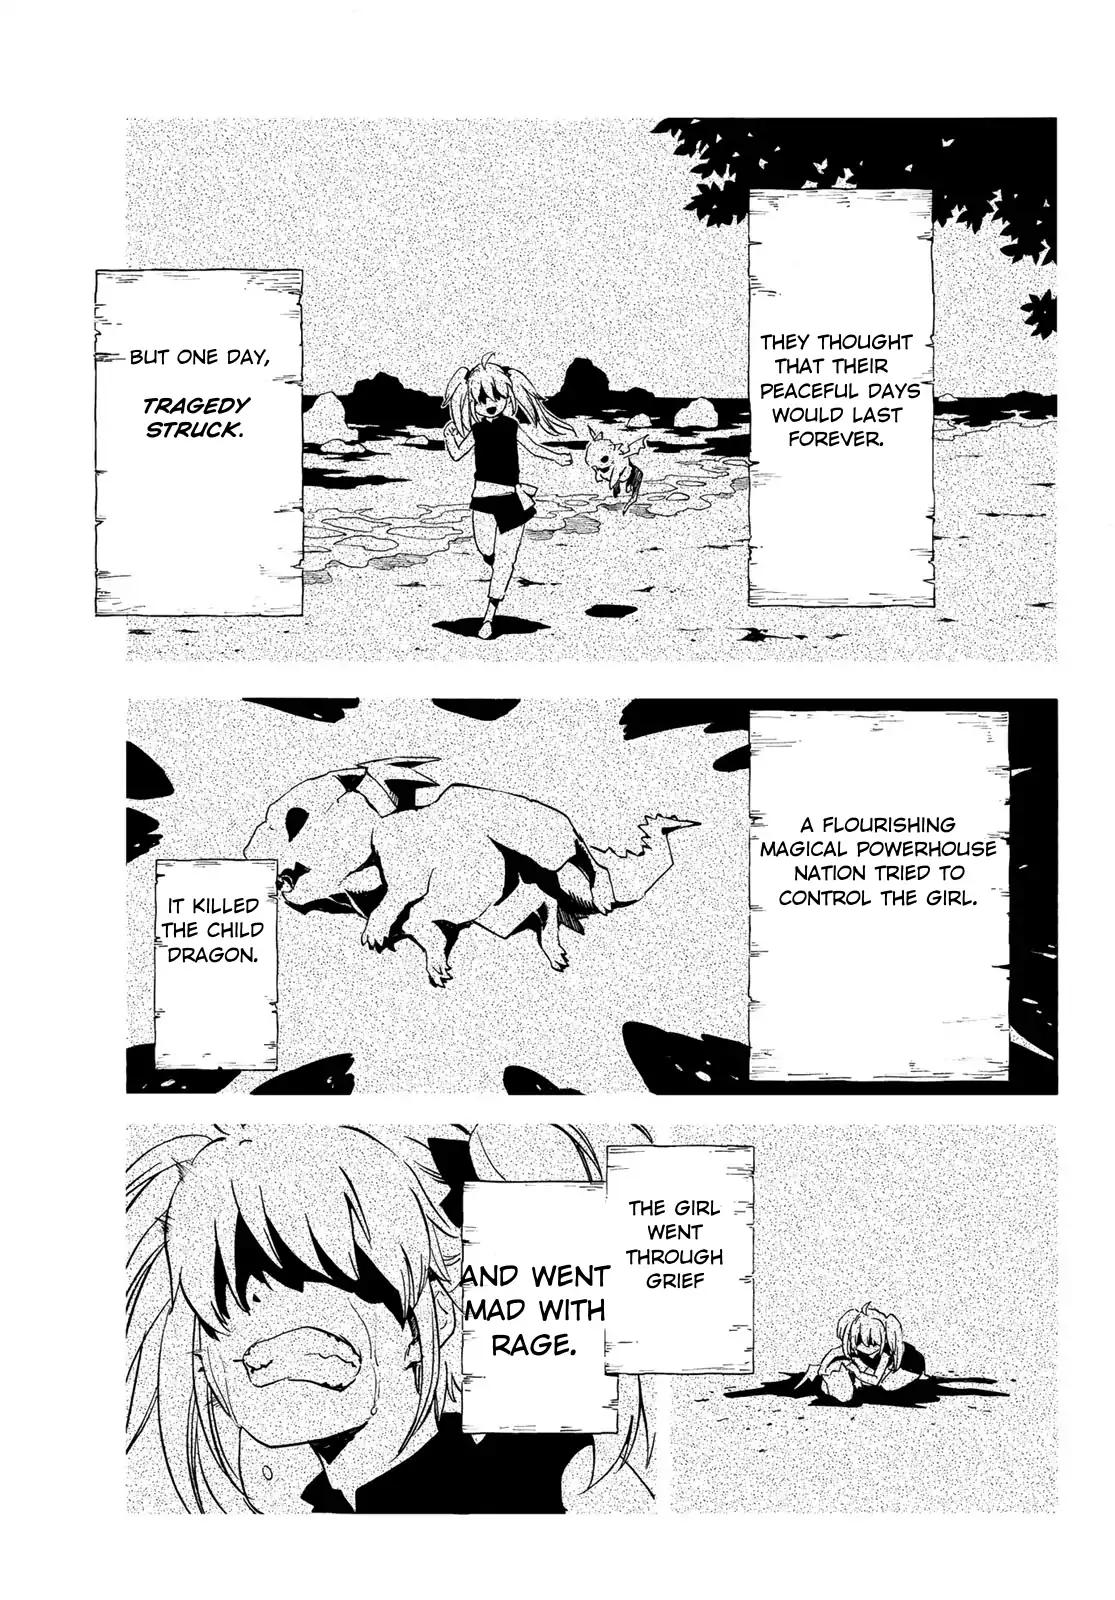 THEY THOUGHT
THAT THEIR
PEACEFUL DAYS
WOULD LAST
FOREVER.
BUT ONE DAY,
TRAGEDY
STRUCK.
A FLOURISHING
MAGICAL POWERHOUSE
NATION TRIED TO
CONTROL THE GIRL.
IT KILLED
THE CHILD
DRAGON.
THE GIRL
WENT
THROUGH
GRIEF
AND WENT
MAD WITH
RAGE.